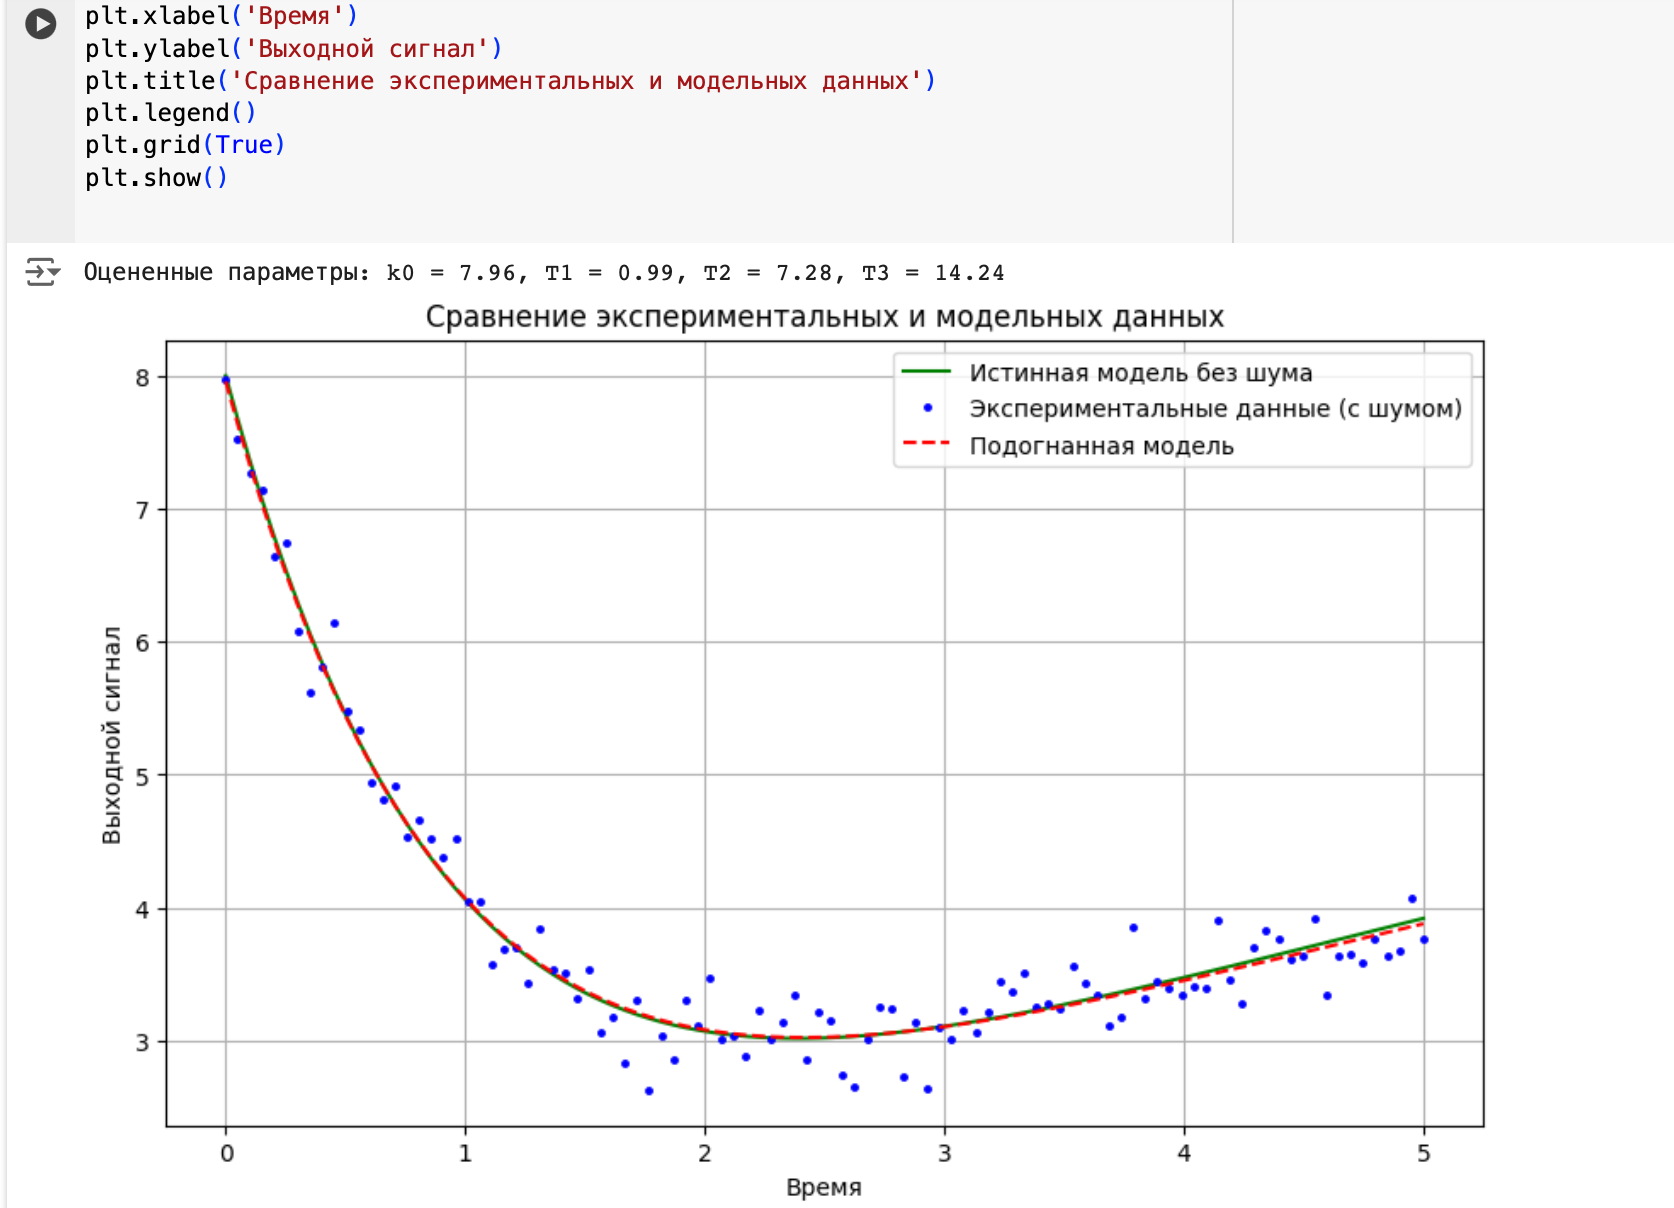 plt.xlabel('Время')
plt.ylabel('Выходной сигнал')
plt.title('Сравнение экспериментальных и модельных данных')
plt.legend()
plt.grid(True)
plt.show()
Оцененные параметры: k0 = 7.96, T1 = 0.99, T2 = 7.28, T3 = 14.24
Сравнение экспериментальных и модельных данных
Истинная модель без шума
Экспериментальные данные (с шумом)
Подогнанная модель
Выходной сигнал
8
7
6
5
4
3
0 1 2 3 4 5
Время